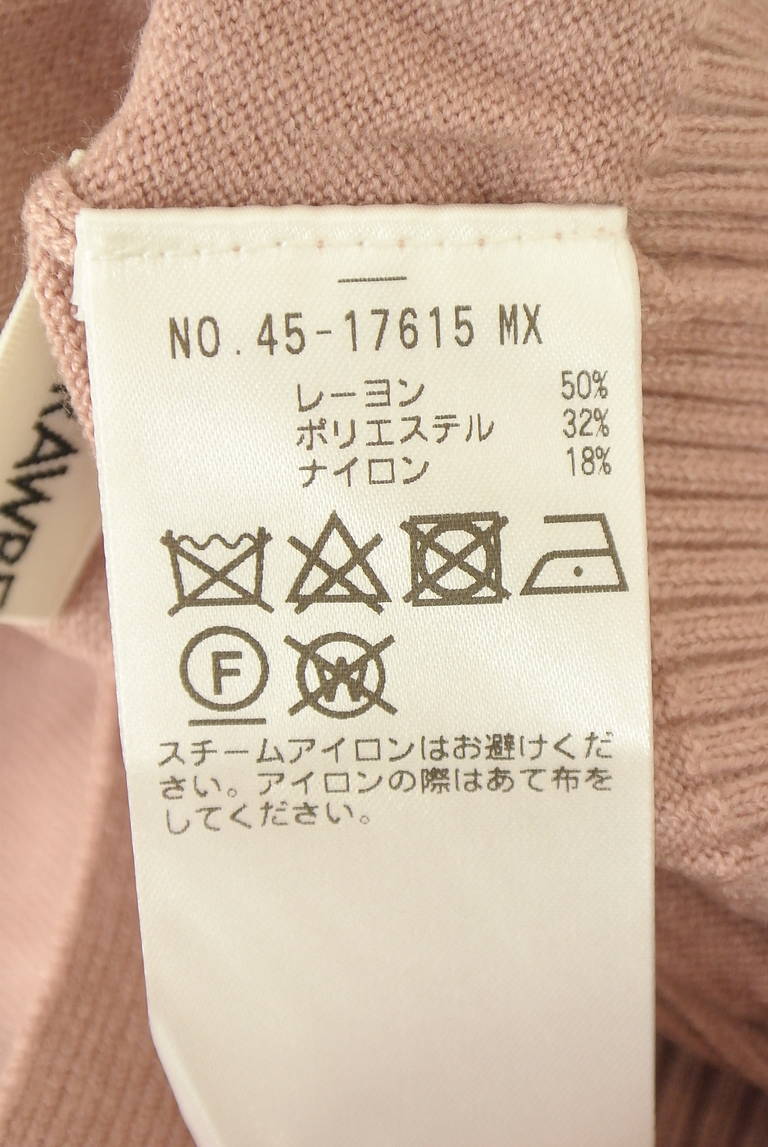 NO.45-17615 MX
レーヨン 50%
ポリエステル 32%
ナイロン 18%
F
W
スチームアイロンはお避けくだ
さい。アイロンの際はあて布を
してください。